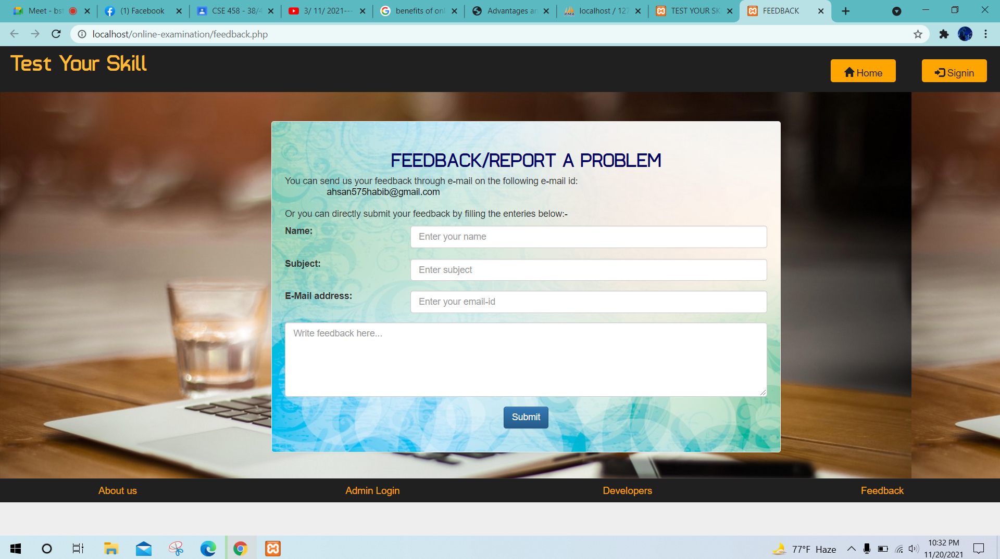 Meet - bst
(1) Facebook
CSE 458 - 38/4
3/ 11/ 2021---
benefits of onl
Advantages an
localhost / 127
TEST YOUR SK
FEEDBACK
localhost/online-examination/feedback.php
Test Your Skill
Home
Signin
FEEDBACK/REPORT A PROBLEM
You can send us your feedback through e-mail on the following e-mail id:
ahsan575habib@gmail.com
Or you can directly submit your feedback by filling the enteries below:-
Name:
Enter your name
Subject:
Enter subject
E-Mail address:
Enter your email-id
Write feedback here...
Submit
About us
Admin Login
Developers
Feedback
77°F Haze
10:32 PM
11/20/2021